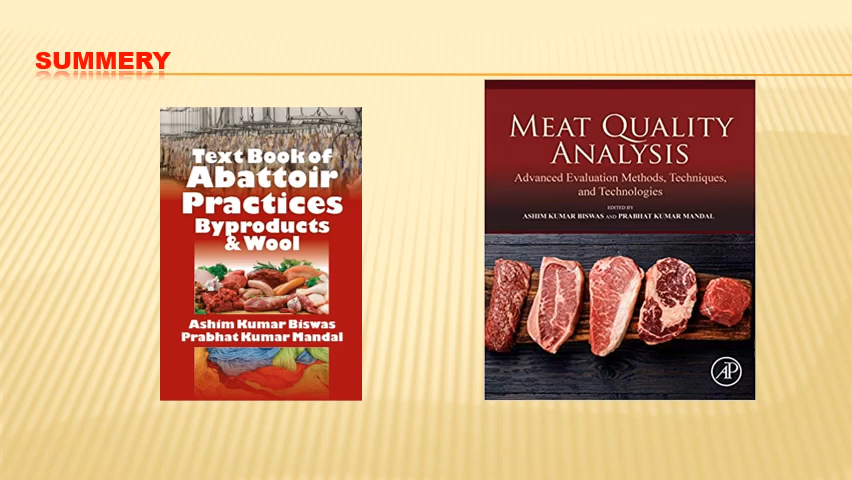 SUMMERY
Text Book of
Abattoir
Practices
Byproducts
& Wool
Ashim Kumar Biswas
Prabhat Kumar Mandal
MEAT QUALITY
ANALYSIS
Advanced Evaluation Methods, Techniques,
and Technologies
EDITED BY
ASHIM KUMAR BISWAS AND PRABHAT KUMAR MANDAL
AP